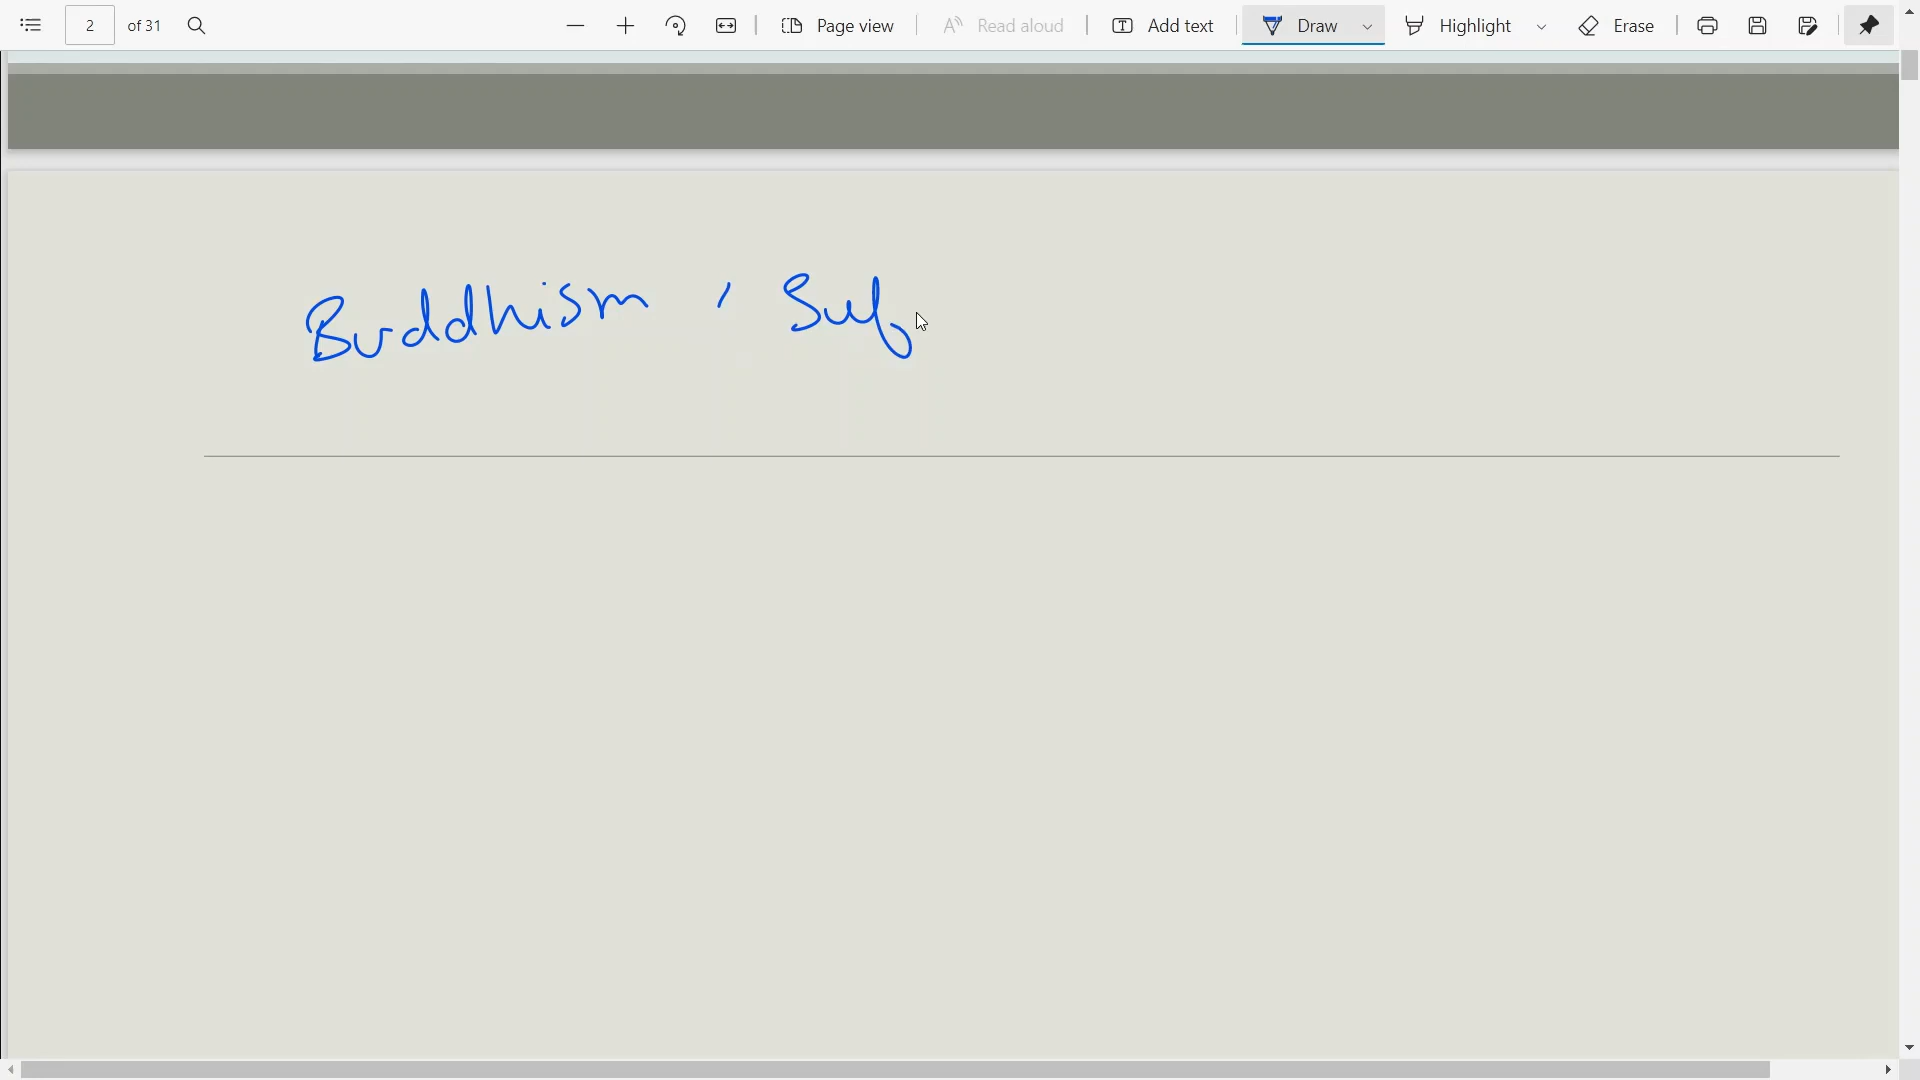 2 of 31 Page view Read aloud Add text Draw Highlight Erase
Buddhism , Suf